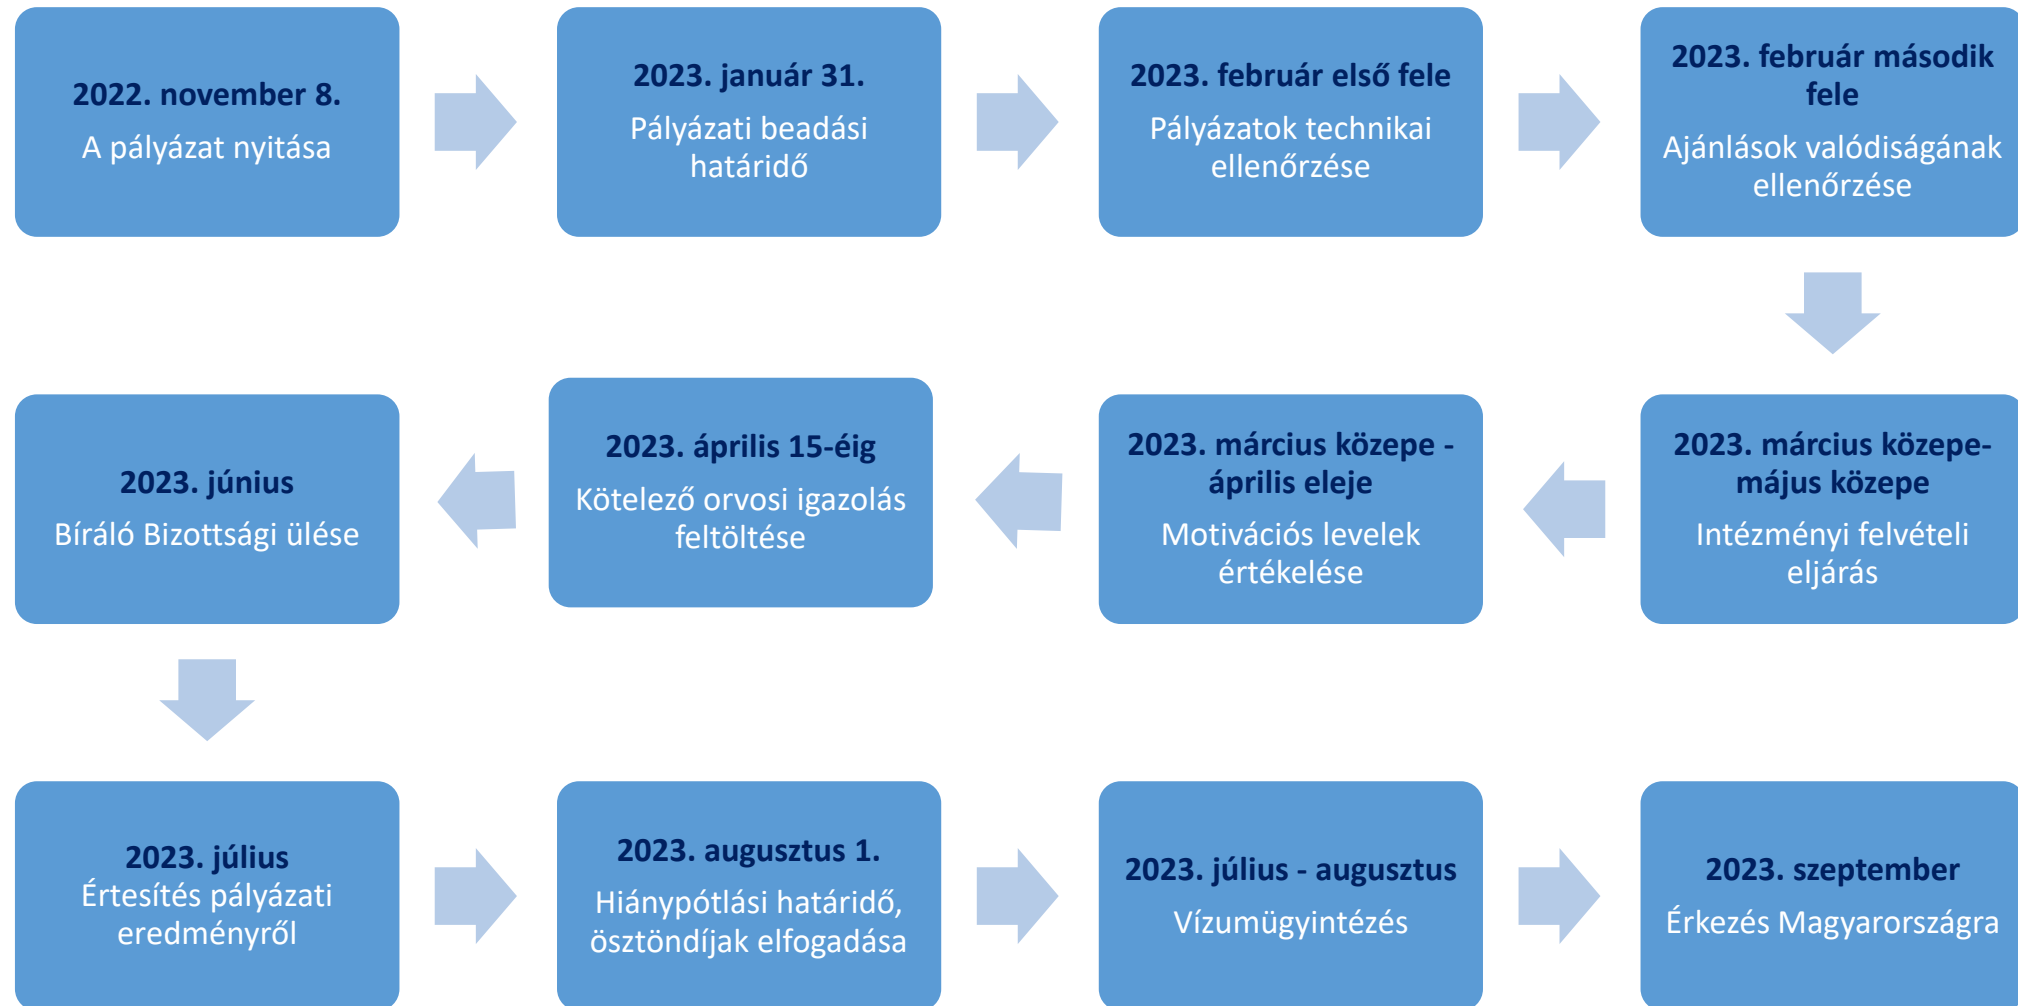 2022. november 8.
A pályázat nyitása
2023. január 31.
Pályázati beadási
határidő
2023. február első fele
Pályázatok technikai
ellenőrzése
2023. február második
fele
Ajánlások valódiságának
ellenőrzése
2023. március közepe-
május közepe
Intézményi felvételi
eljárás
2023. március közepe -
április eleje
Motivációs levelek
értékelése
2023. április 15-éig
Kötelező orvosi igazolás
feltöltése
2023. június
Bíráló Bizottsági ülése
2023. július
Értesítés pályázati
eredményről
2023. augusztus 1.
Hiánypótlási határidő,
ösztöndíjak elfogadása
2023. július - augusztus
Vízumügyintézés
2023. szeptember
Érkezés Magyarországra